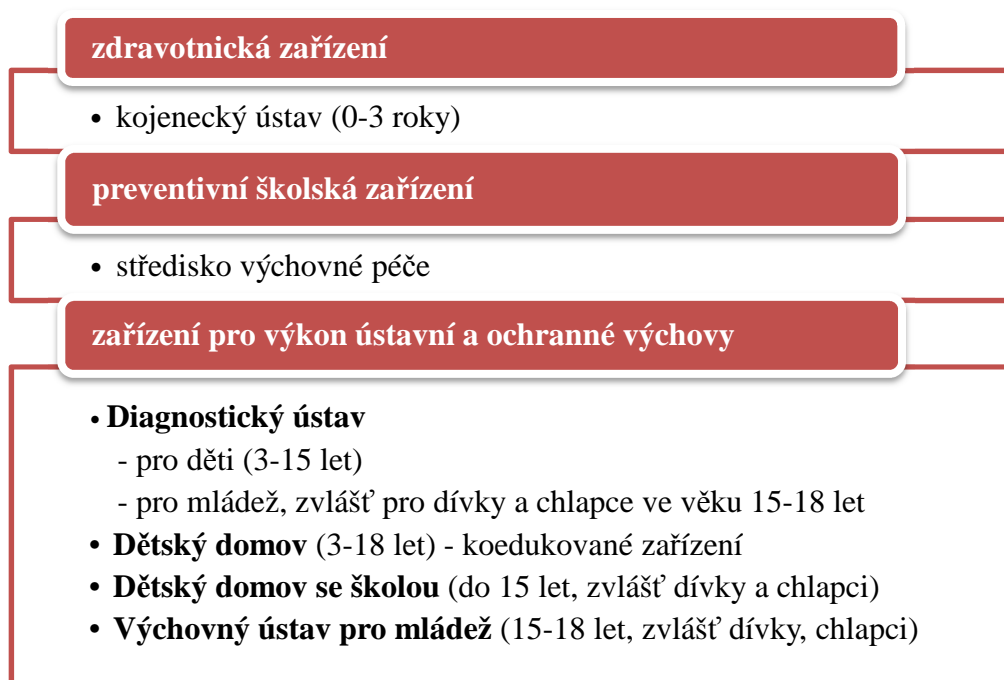 zdravotnická zařízení
• kojenecký ústav (0-3 roky)
preventivní školská zařízení
• středisko výchovné péče
zařízení pro výkon ústavní a ochranné výchovy
• Diagnostický ústav
- pro děti (3-15 let)
- pro mládež, zvlášť pro dívky a chlapce ve věku 15-18 let
• Dětský domov (3-18 let) - koedukované zařízení
• Dětský domov se školou (do 15 let, zvlášť dívky a chlapci)
• Výchovný ústav pro mládež (15-18 let, zvlášť dívky, chlapci)